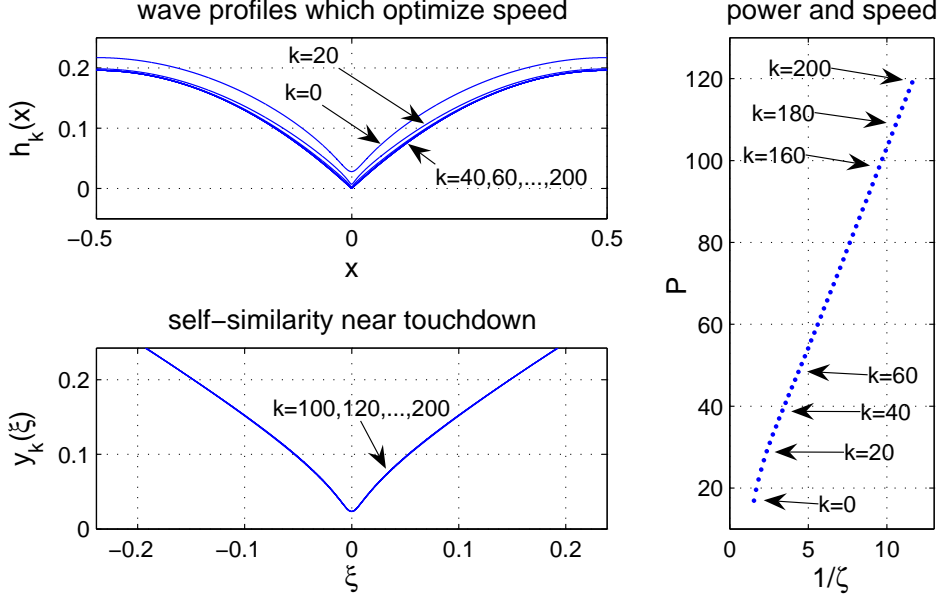 wave profiles which optimize speed
h_k(x)
0.2
0.1
0
k=20
k=0
k=40,60,...,200
−0.5
0
0.5
x
self−similarity near touchdown
y_k(ξ)
0.2
0.1
0
k=100,120,...,200
−0.2
−0.1
0
0.1
0.2
ξ
power and speed
P
120
100
80
60
40
20
k=200
k=180
k=160
k=60
k=40
k=20
k=0
0
5
10
1/ζ